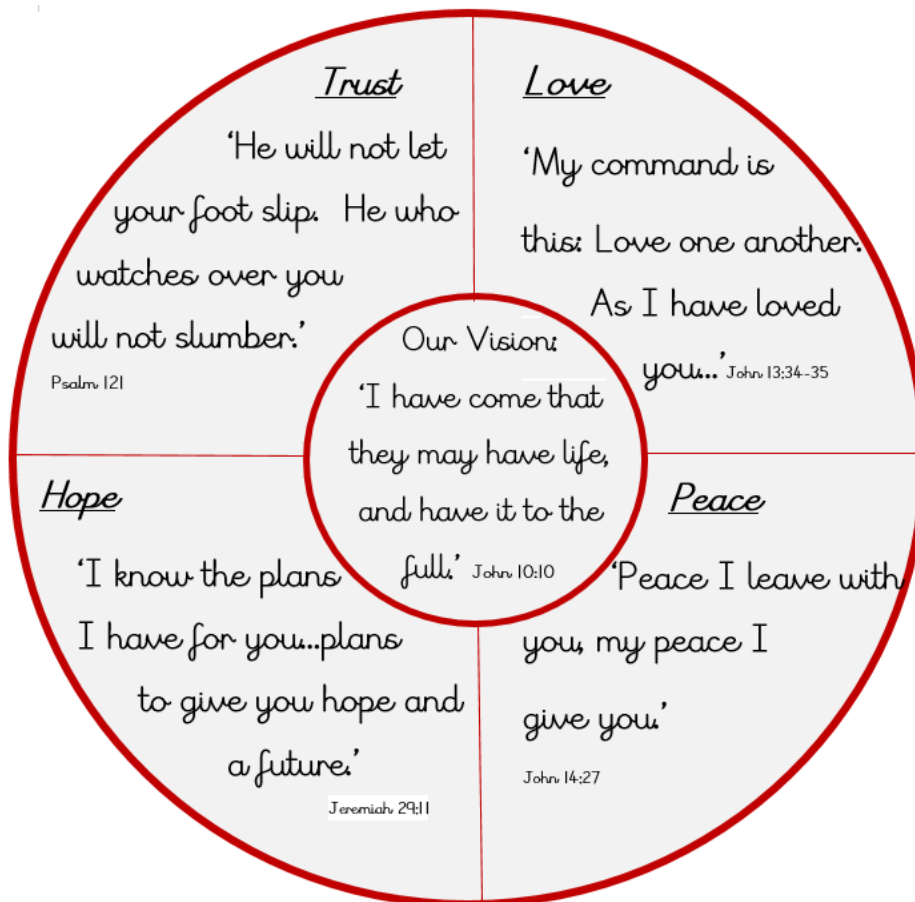 Trust
‘He will not let
your foot slip. He who
watches over you
will not slumber.’
Psalm 121
Love
‘My command is
this: Love one another.
As I have loved
you...’ John 13:34-35
Our Vision:
‘I have come that
they may have life,
and have it to the
full.’ John 10:10
Hope
‘I know the plans
I have for you...plans
to give you hope and
a future.’
Jeremiah 29:11
Peace
‘Peace I leave with
you, my peace I
give you.’
John 14:27